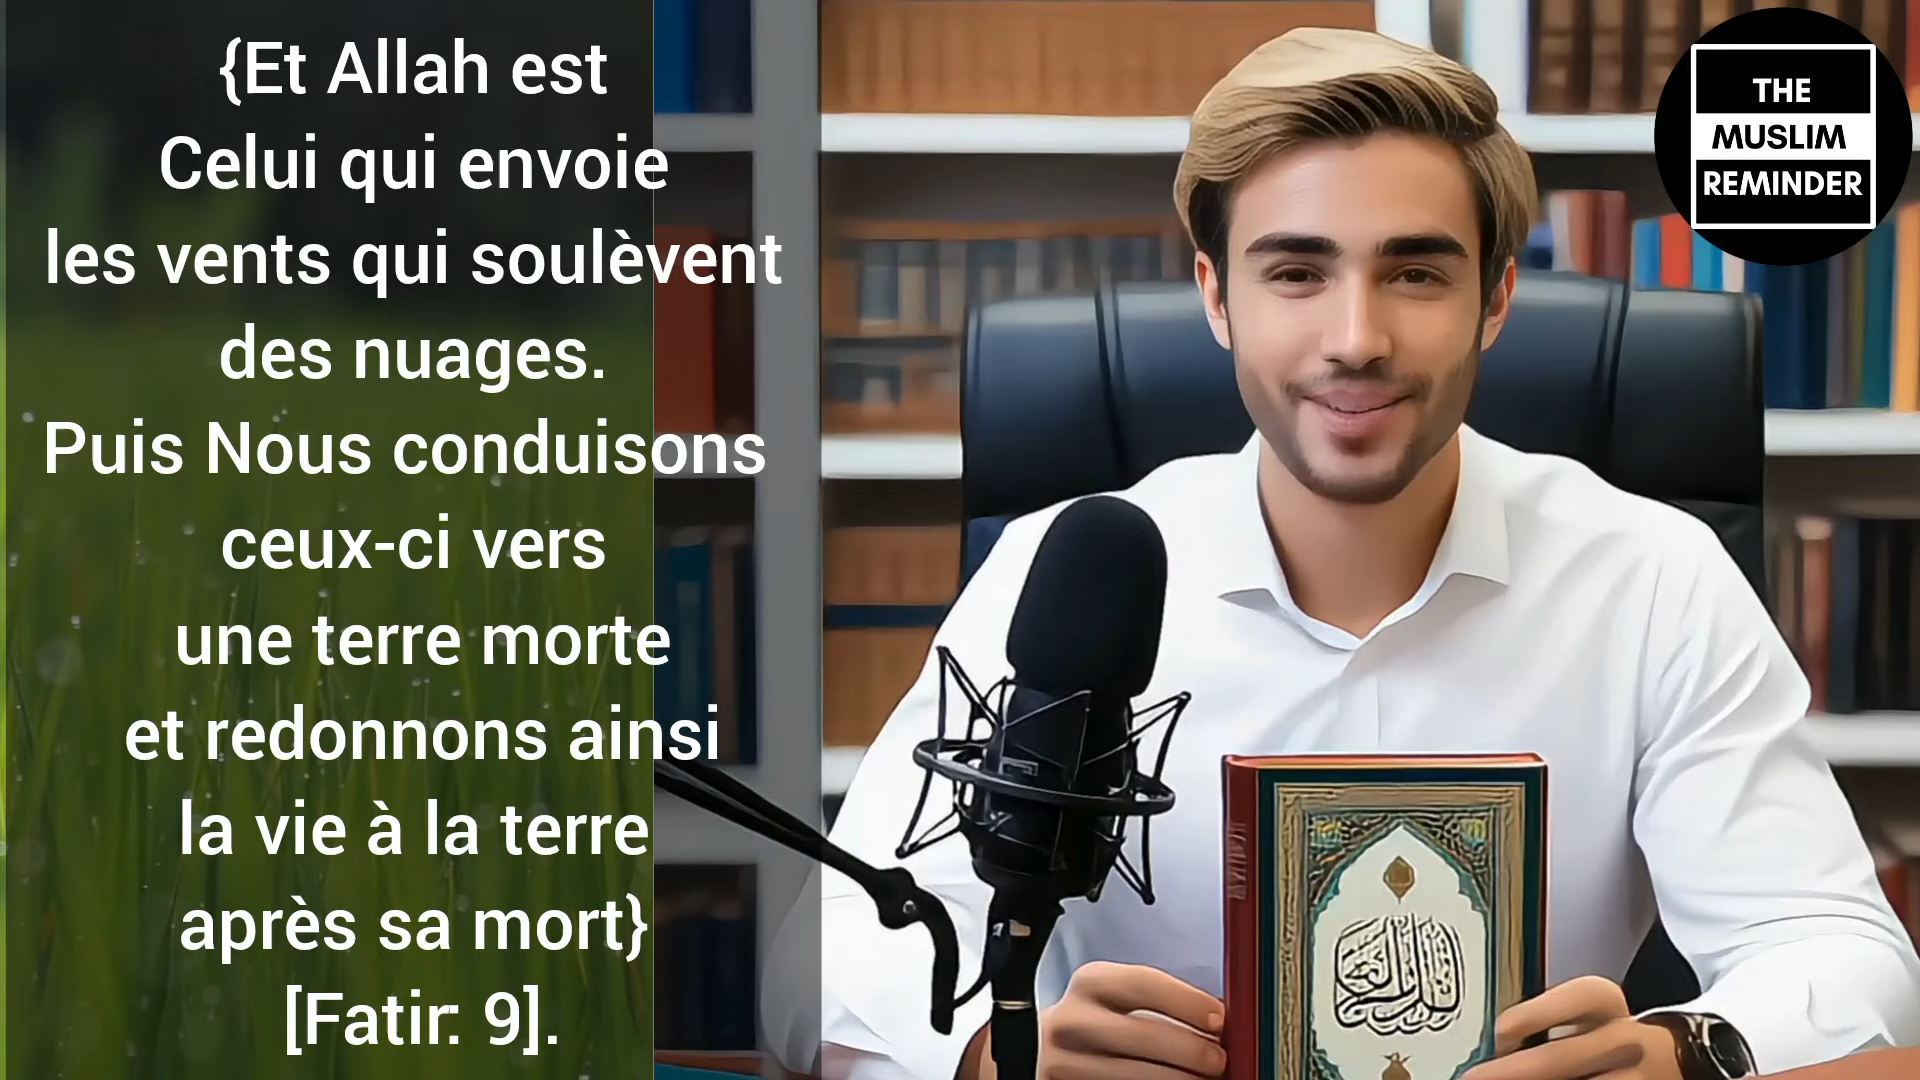 {Et Allah est
Celui qui envoie
les vents qui soulèvent
des nuages.
Puis Nous conduisons
ceux-ci vers
une terre morte
et redonnons ainsi
la vie à la terre
après sa mort}
[Fatir: 9].
THE
MUSLIM
REMINDER